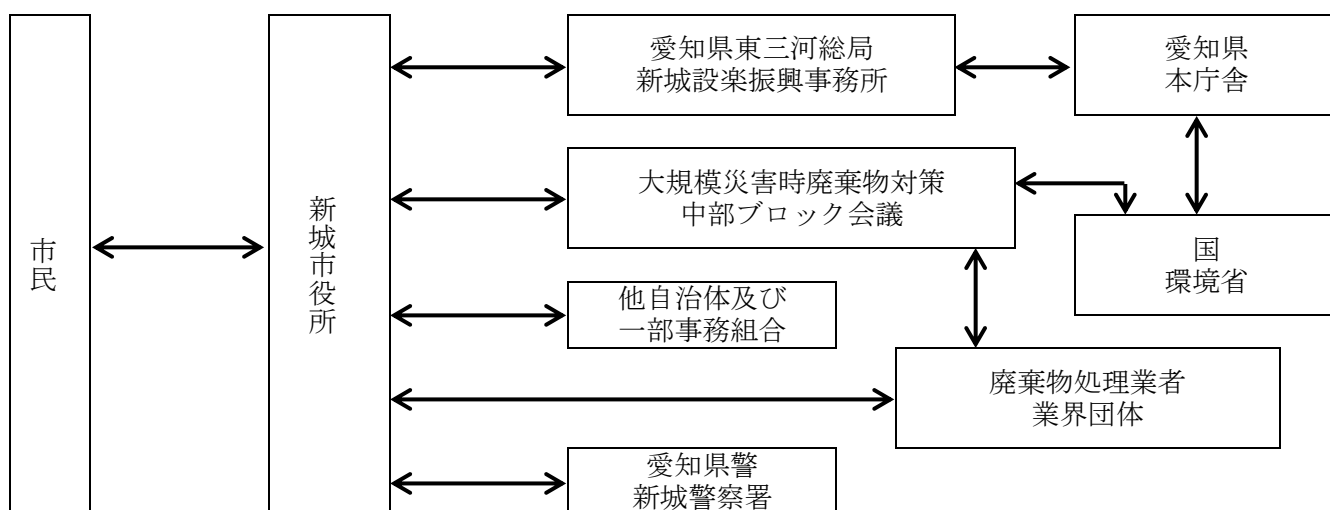 市民
新城市役所
愛知県東三河総局
新城設楽振興事務所
愛知県
本庁舎
大規模災害時廃棄物対策
中部ブロック会議
国
環境省
他自治体及び
一部事務組合
廃棄物処理業者
業界団体
愛知県警
新城警察署